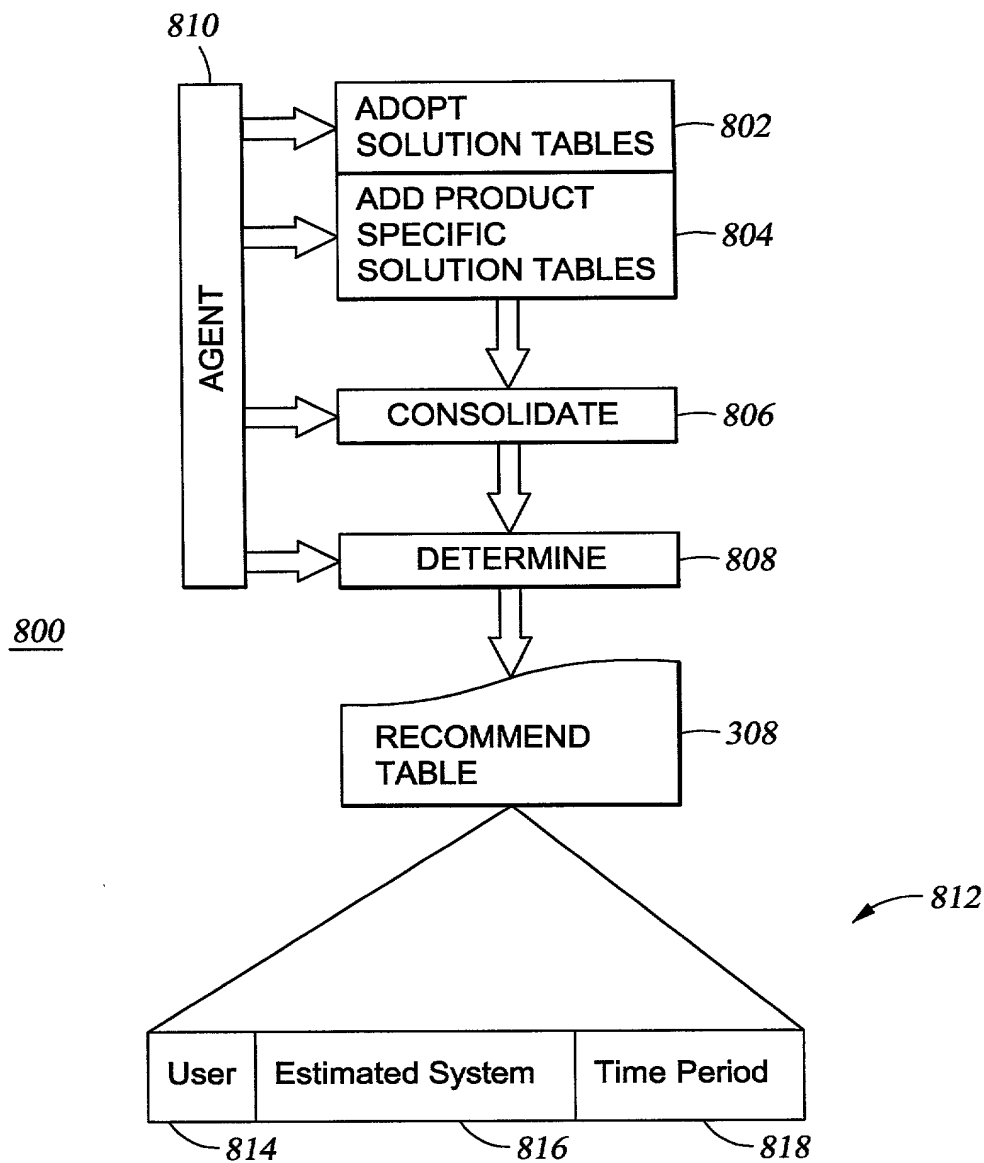 810
ADOPT
SOLUTION TABLES
802
ADD PRODUCT
SPECIFIC
SOLUTION TABLES
804
AGENT
CONSOLIDATE
806
DETERMINE
808
800
RECOMMEND
TABLE
308
812
User
Estimated System
Time Period
814
816
818